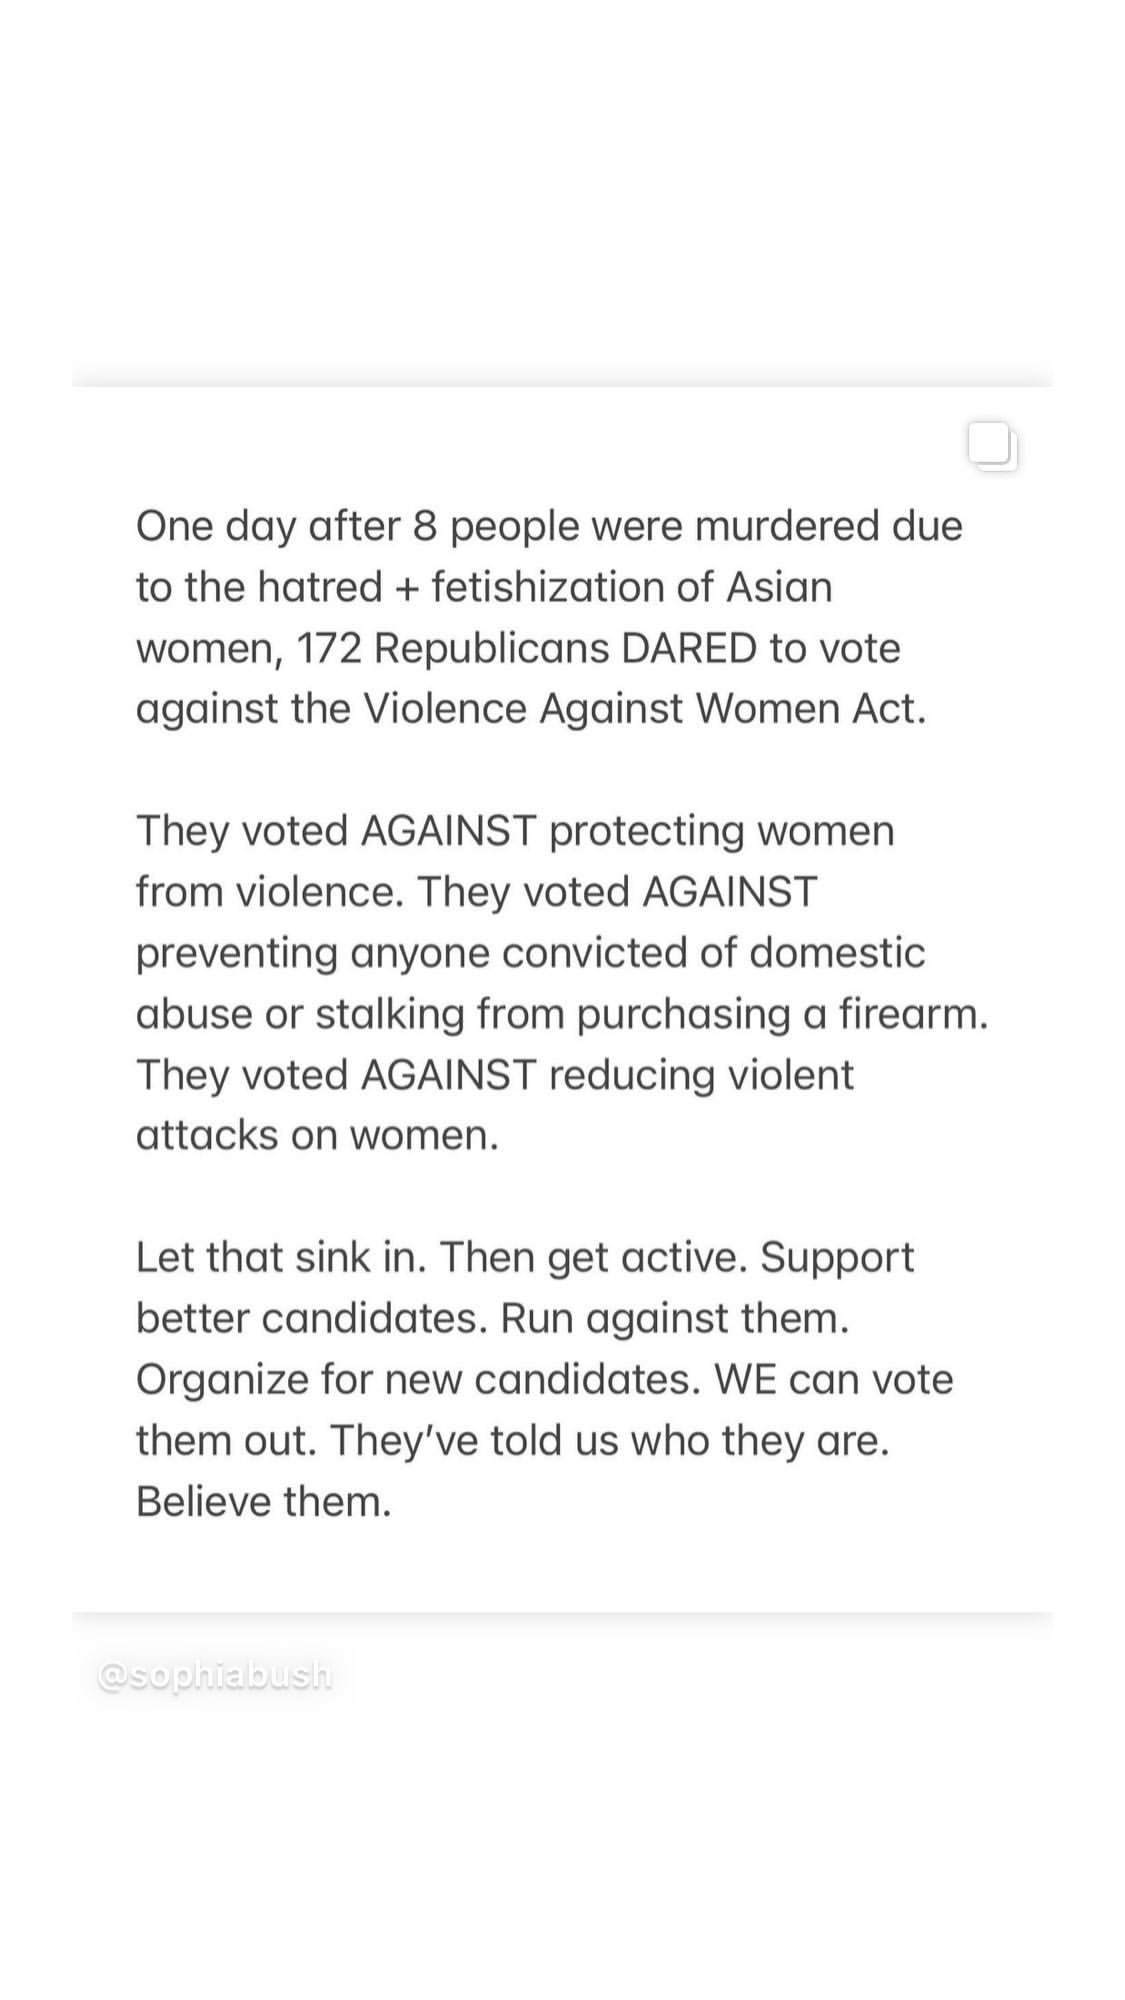 One day after 8 people were murdered due
to the hatred + fetishization of Asian
women, 172 Republicans DARED to vote
against the Violence Against Women Act.
They voted AGAINST protecting women
from violence. They voted AGAINST
preventing anyone convicted of domestic
abuse or stalking from purchasing a firearm.
They voted AGAINST reducing violent
attacks on women.
Let that sink in. Then get active. Support
better candidates. Run against them.
Organize for new candidates. WE can vote
them out. They’ve told us who they are.
Believe them.
@sophiabush